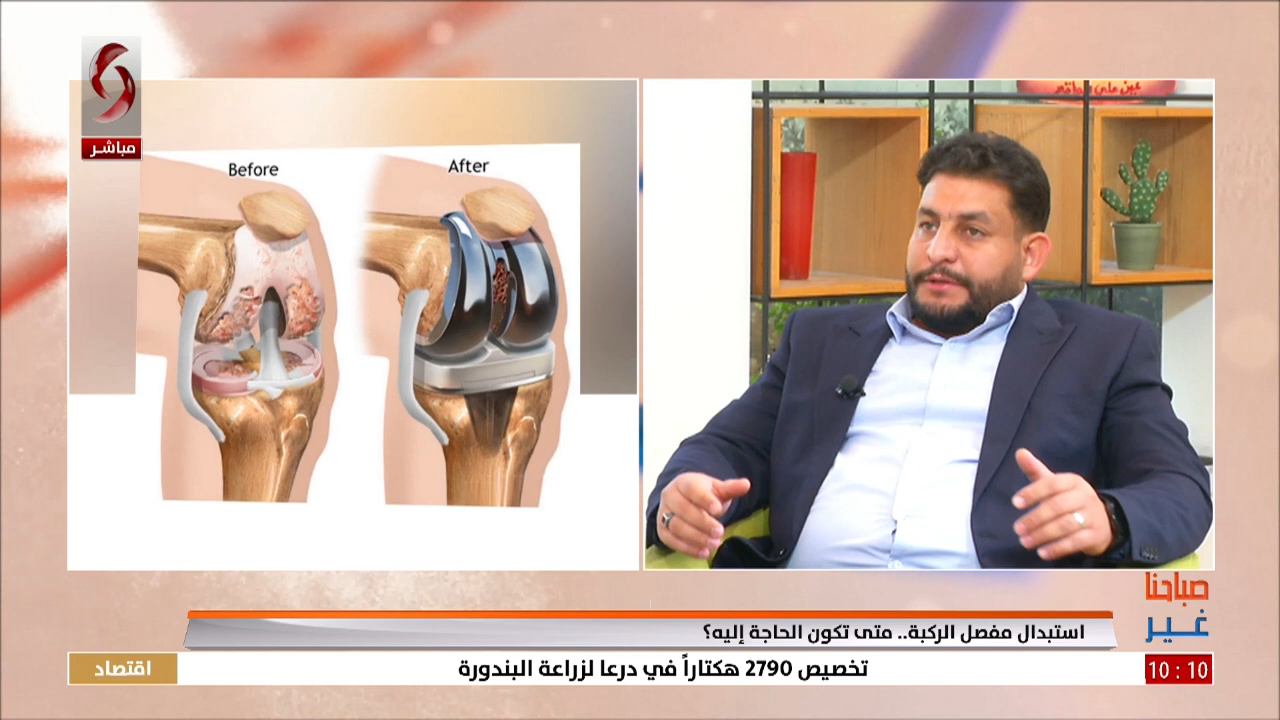 مباشر
Before
After
صباحنا
غير
استبدال مفصل الركبة.. متى تكون الحاجة إليه؟
اقتصاد
تخصيص 2790 هكتاراً في درعا لزراعة البندورة
10 : 10